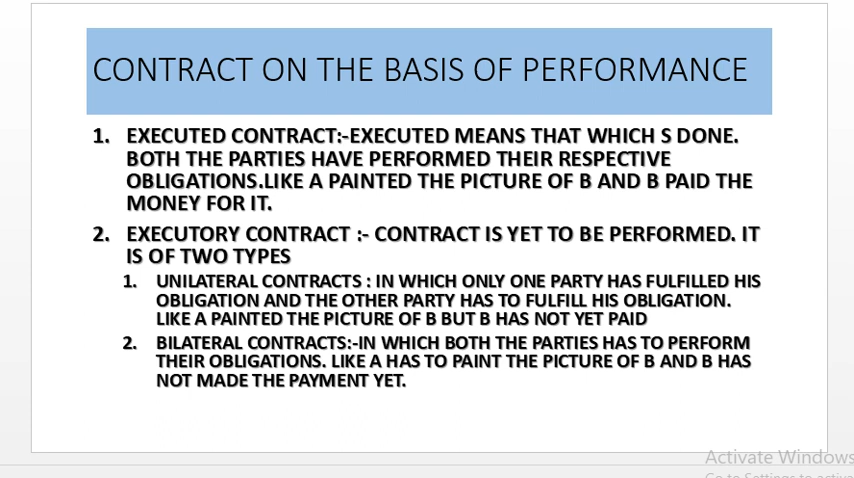 CONTRACT ON THE BASIS OF PERFORMANCE
1. EXECUTED CONTRACT:-EXECUTED MEANS THAT WHICH S DONE.
BOTH THE PARTIES HAVE PERFORMED THEIR RESPECTIVE
OBLIGATIONS.LIKE A PAINTED THE PICTURE OF B AND B PAID THE
MONEY FOR IT.
2. EXECUTORY CONTRACT :- CONTRACT IS YET TO BE PERFORMED. IT
IS OF TWO TYPES
1. UNILATERAL CONTRACTS : IN WHICH ONLY ONE PARTY HAS FULFILLED HIS
OBLIGATION AND THE OTHER PARTY HAS TO FULFILL HIS OBLIGATION.
LIKE A PAINTED THE PICTURE OF B BUT B HAS NOT YET PAID
2. BILATERAL CONTRACTS:-IN WHICH BOTH THE PARTIES HAS TO PERFORM
THEIR OBLIGATIONS. LIKE A HAS TO PAINT THE PICTURE OF B AND B HAS
NOT MADE THE PAYMENT YET.
Activate Windows
Go to Settings to